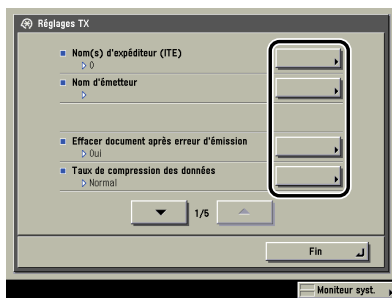 Réglages TX
Nom(s) d'expéditeur (ITE)
0
Nom d'émetteur
Effacer document après erreur d'émission
Oui
Taux de compression des données
Normal
1/5
Fin
Moniteur syst.